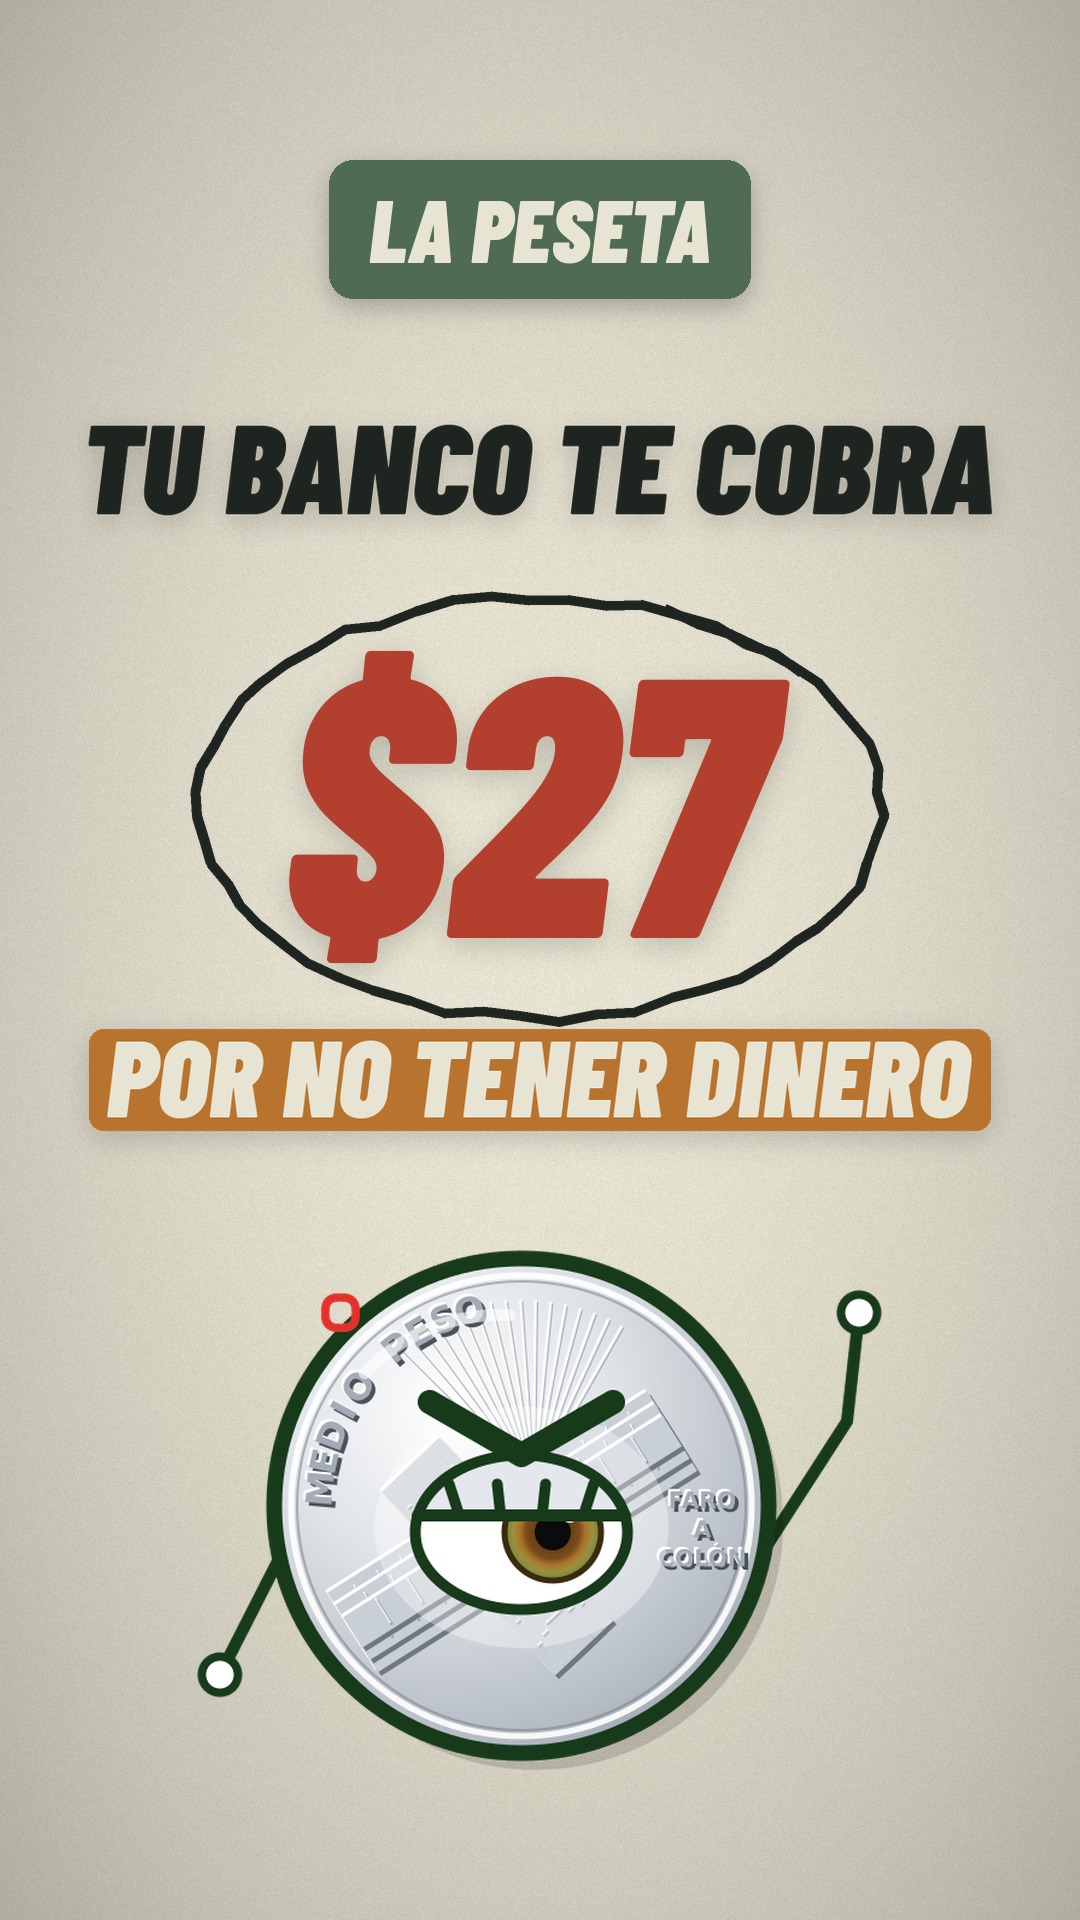 LA PESETA
TU BANCO TE COBRA
$27
POR NO TENER DINERO
MEDIO PESO
FARO
A
COLÓN